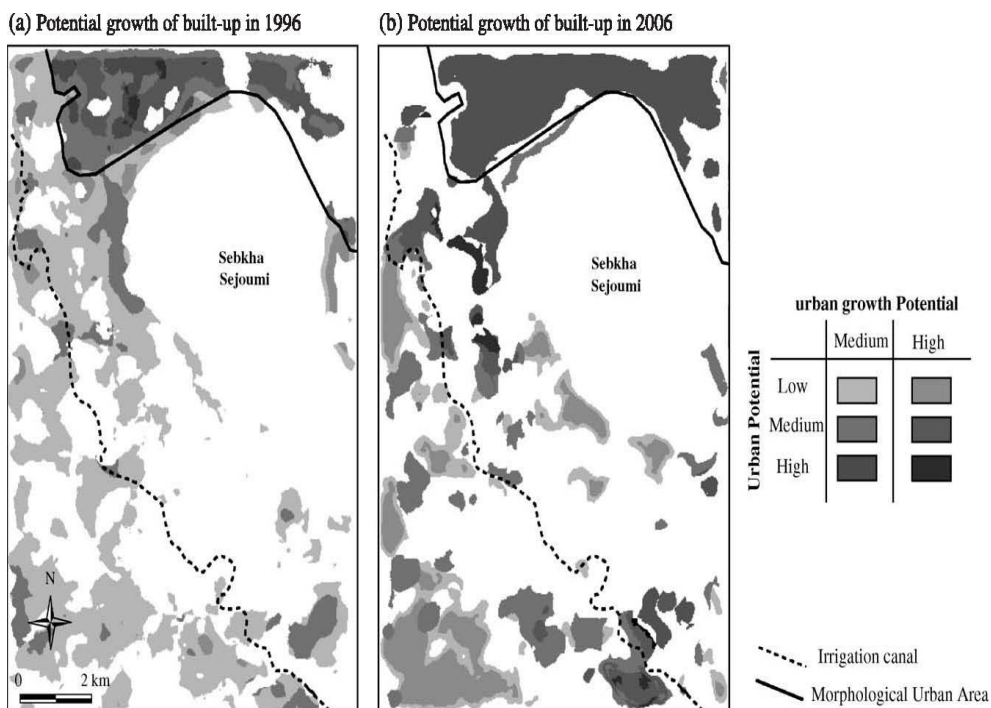 (a) Potential growth of built-up in 1996
(b) Potential growth of built-up in 2006
Sebkha
Sejoumi
N
0 2 km
Sebkha
Sejoumi
urban growth Potential
Medium High
Urban Potential
Low
Medium
High
Irrigation canal
Morphological Urban Area